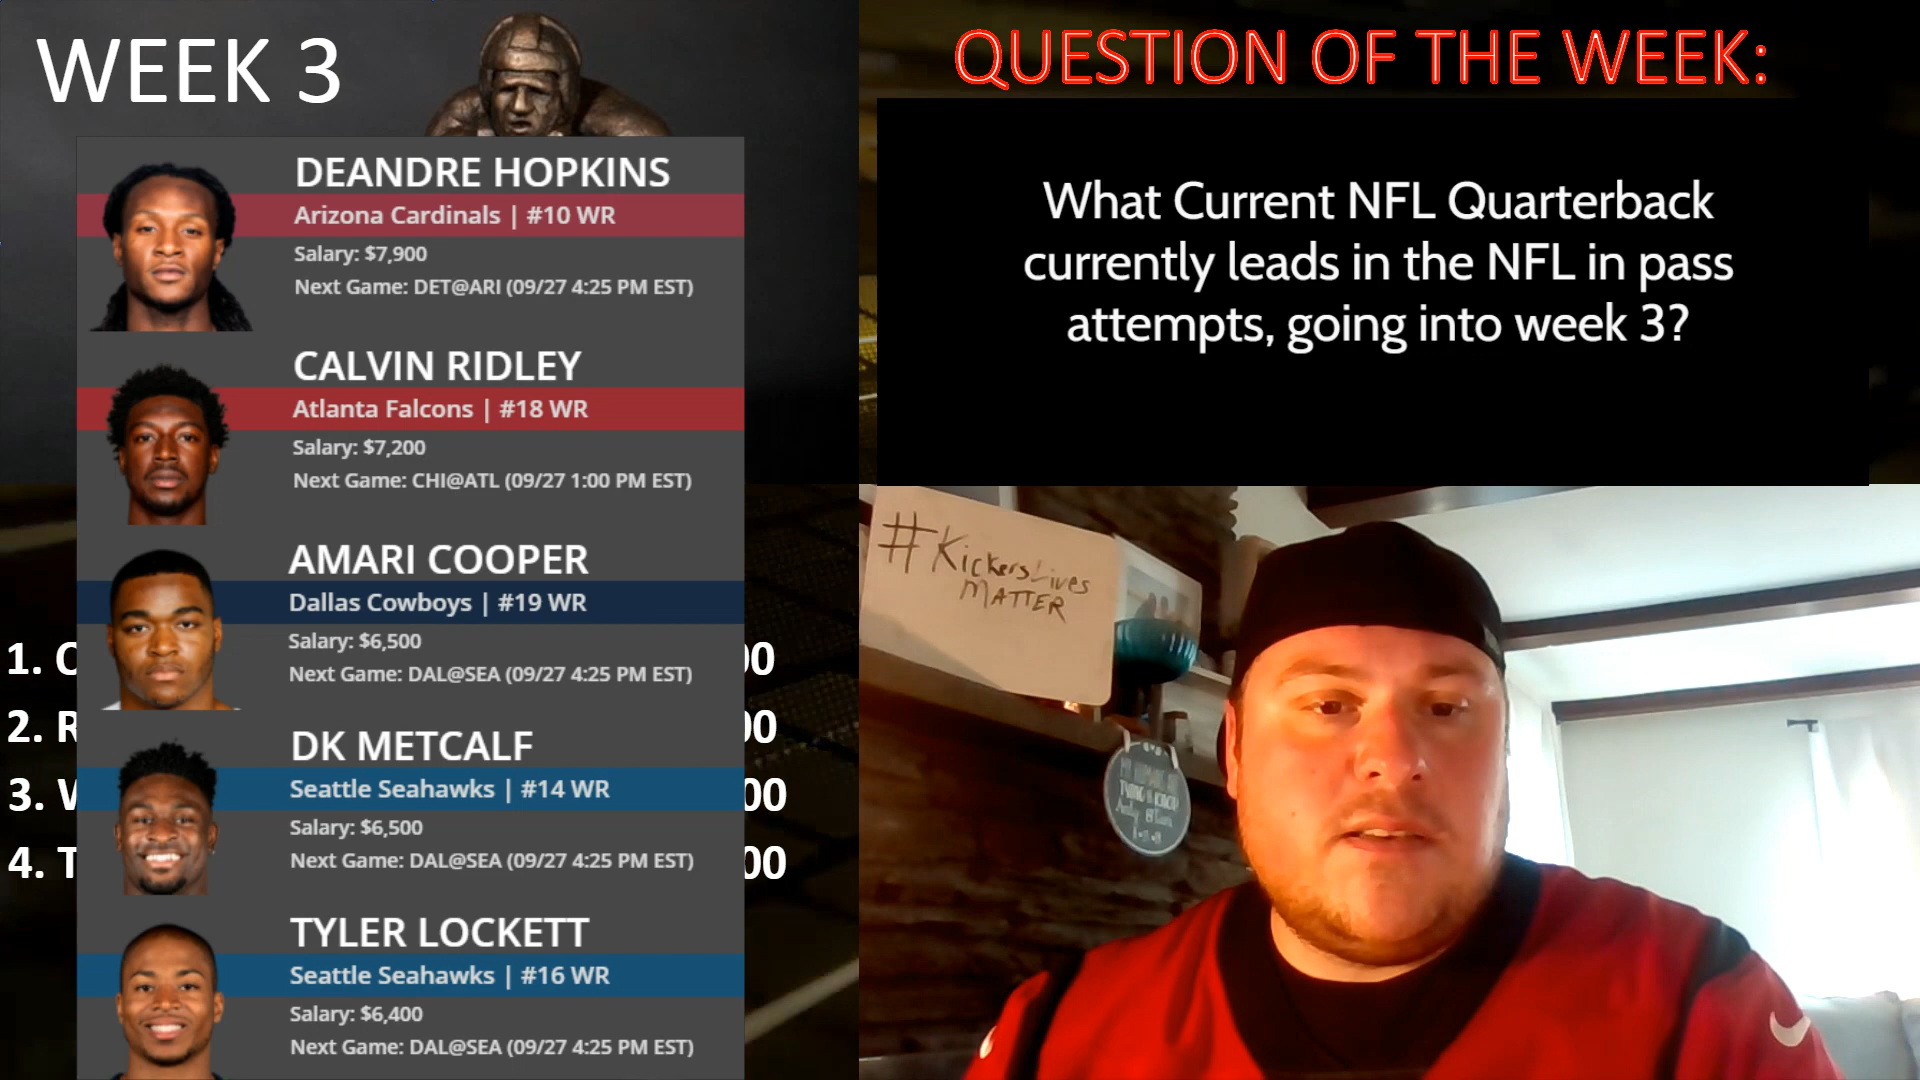 WEEK 3
DEANDRE HOPKINS
Arizona Cardinals | #10 WR
Salary: $7,900
Next Game: DET@ARI (09/27 4:25 PM EST)
CALVIN RIDLEY
Atlanta Falcons | #18 WR
Salary: $7,200
Next Game: CHI@ATL (09/27 1:00 PM EST)
AMARI COOPER
Dallas Cowboys | #19 WR
Salary: $6,500
Next Game: DAL@SEA (09/27 4:25 PM EST)
DK METCALF
Seattle Seahawks | #14 WR
Salary: $6,500
Next Game: DAL@SEA (09/27 4:25 PM EST)
TYLER LOCKETT
Seattle Seahawks | #16 WR
Salary: $6,400
Next Game: DAL@SEA (09/27 4:25 PM EST)
1.
2.
3.
4.
QUESTION OF THE WEEK:
What Current NFL Quarterback
currently leads in the NFL in pass
attempts, going into week 3?
#KickersLives
MATTER